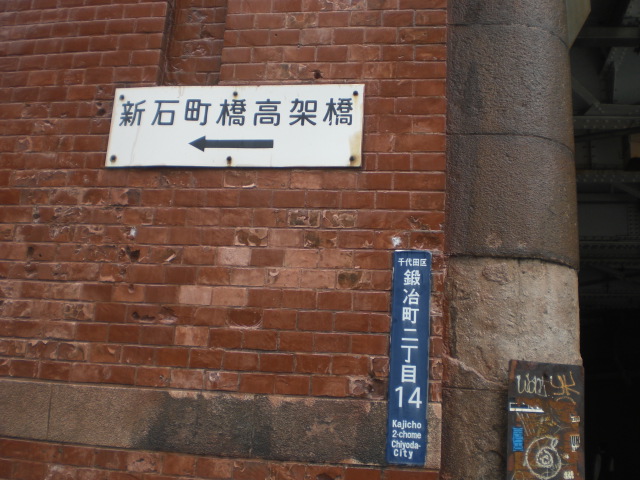 新石町橋高架橋
千代田区
鍛冶町二丁目
14
Kajicho
2-chome
Chiyoda-
City